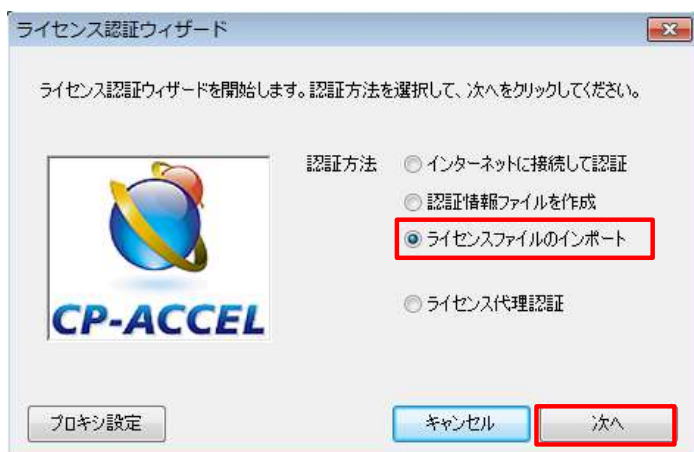 ライセンス認証ウィザード
ライセンス認証ウィザードを開始します。認証方法を選択して、次へをクリックしてください。
認証方法
インターネットに接続して認証
認証情報ファイルを作成
ライセンスファイルのインポート
ライセンス代理認証
CP-ACCEL
プロキシ設定
キャンセル
次へ